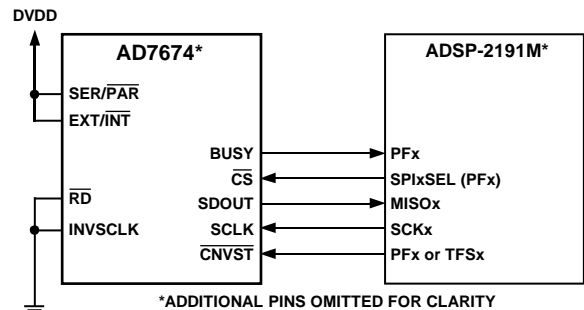 DVDD
AD7674*
ADSP-2191M*
SER/PAR
EXT/INT
BUSY
PFx
CS
SPIxSEL (PFx)
RD
SDOUT
MISOx
INVSCLK
SCLK
SCKx
CNVST
PFx or TFSx
*ADDITIONAL PINS OMITTED FOR CLARITY